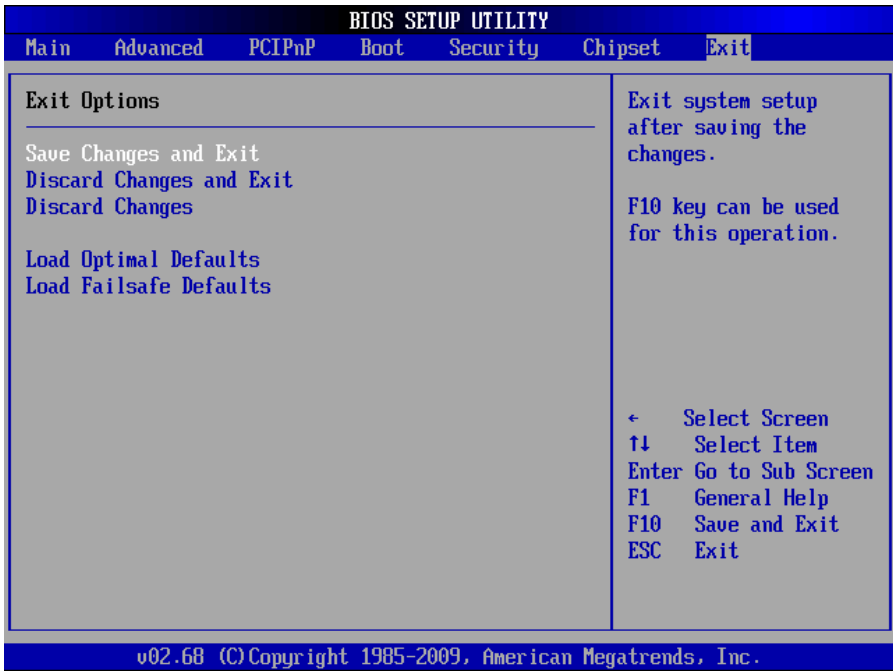 BIOS SETUP UTILITY
Main Advanced PCIPnP Boot Security Chipset Exit
Exit Options
Save Changes and Exit
Discard Changes and Exit
Discard Changes
Load Optimal Defaults
Load Failsafe Defaults
Exit system setup
after saving the
changes.
F10 key can be used
for this operation.
← Select Screen
↑↓ Select Item
Enter Go to Sub Screen
F1 General Help
F10 Save and Exit
ESC Exit
v02.68 (C)Copyright 1985-2009, American Megatrends, Inc.